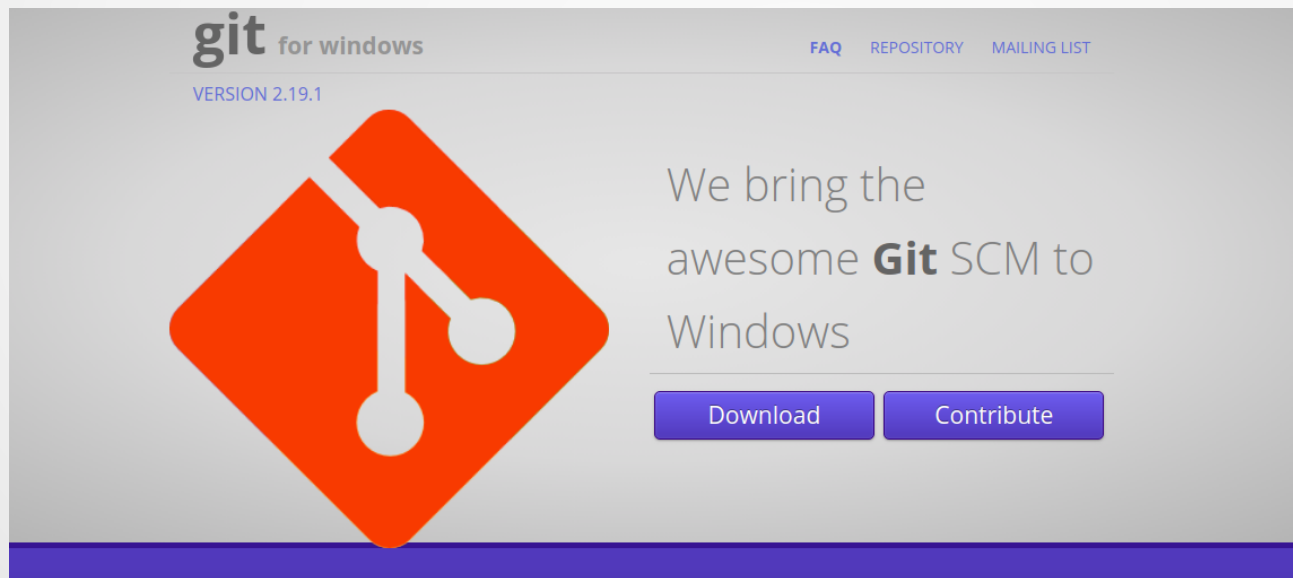 git for windows
FAQ REPOSITORY MAILING LIST
VERSION 2.19.1
We bring the
awesome Git SCM to
Windows
Download Contribute